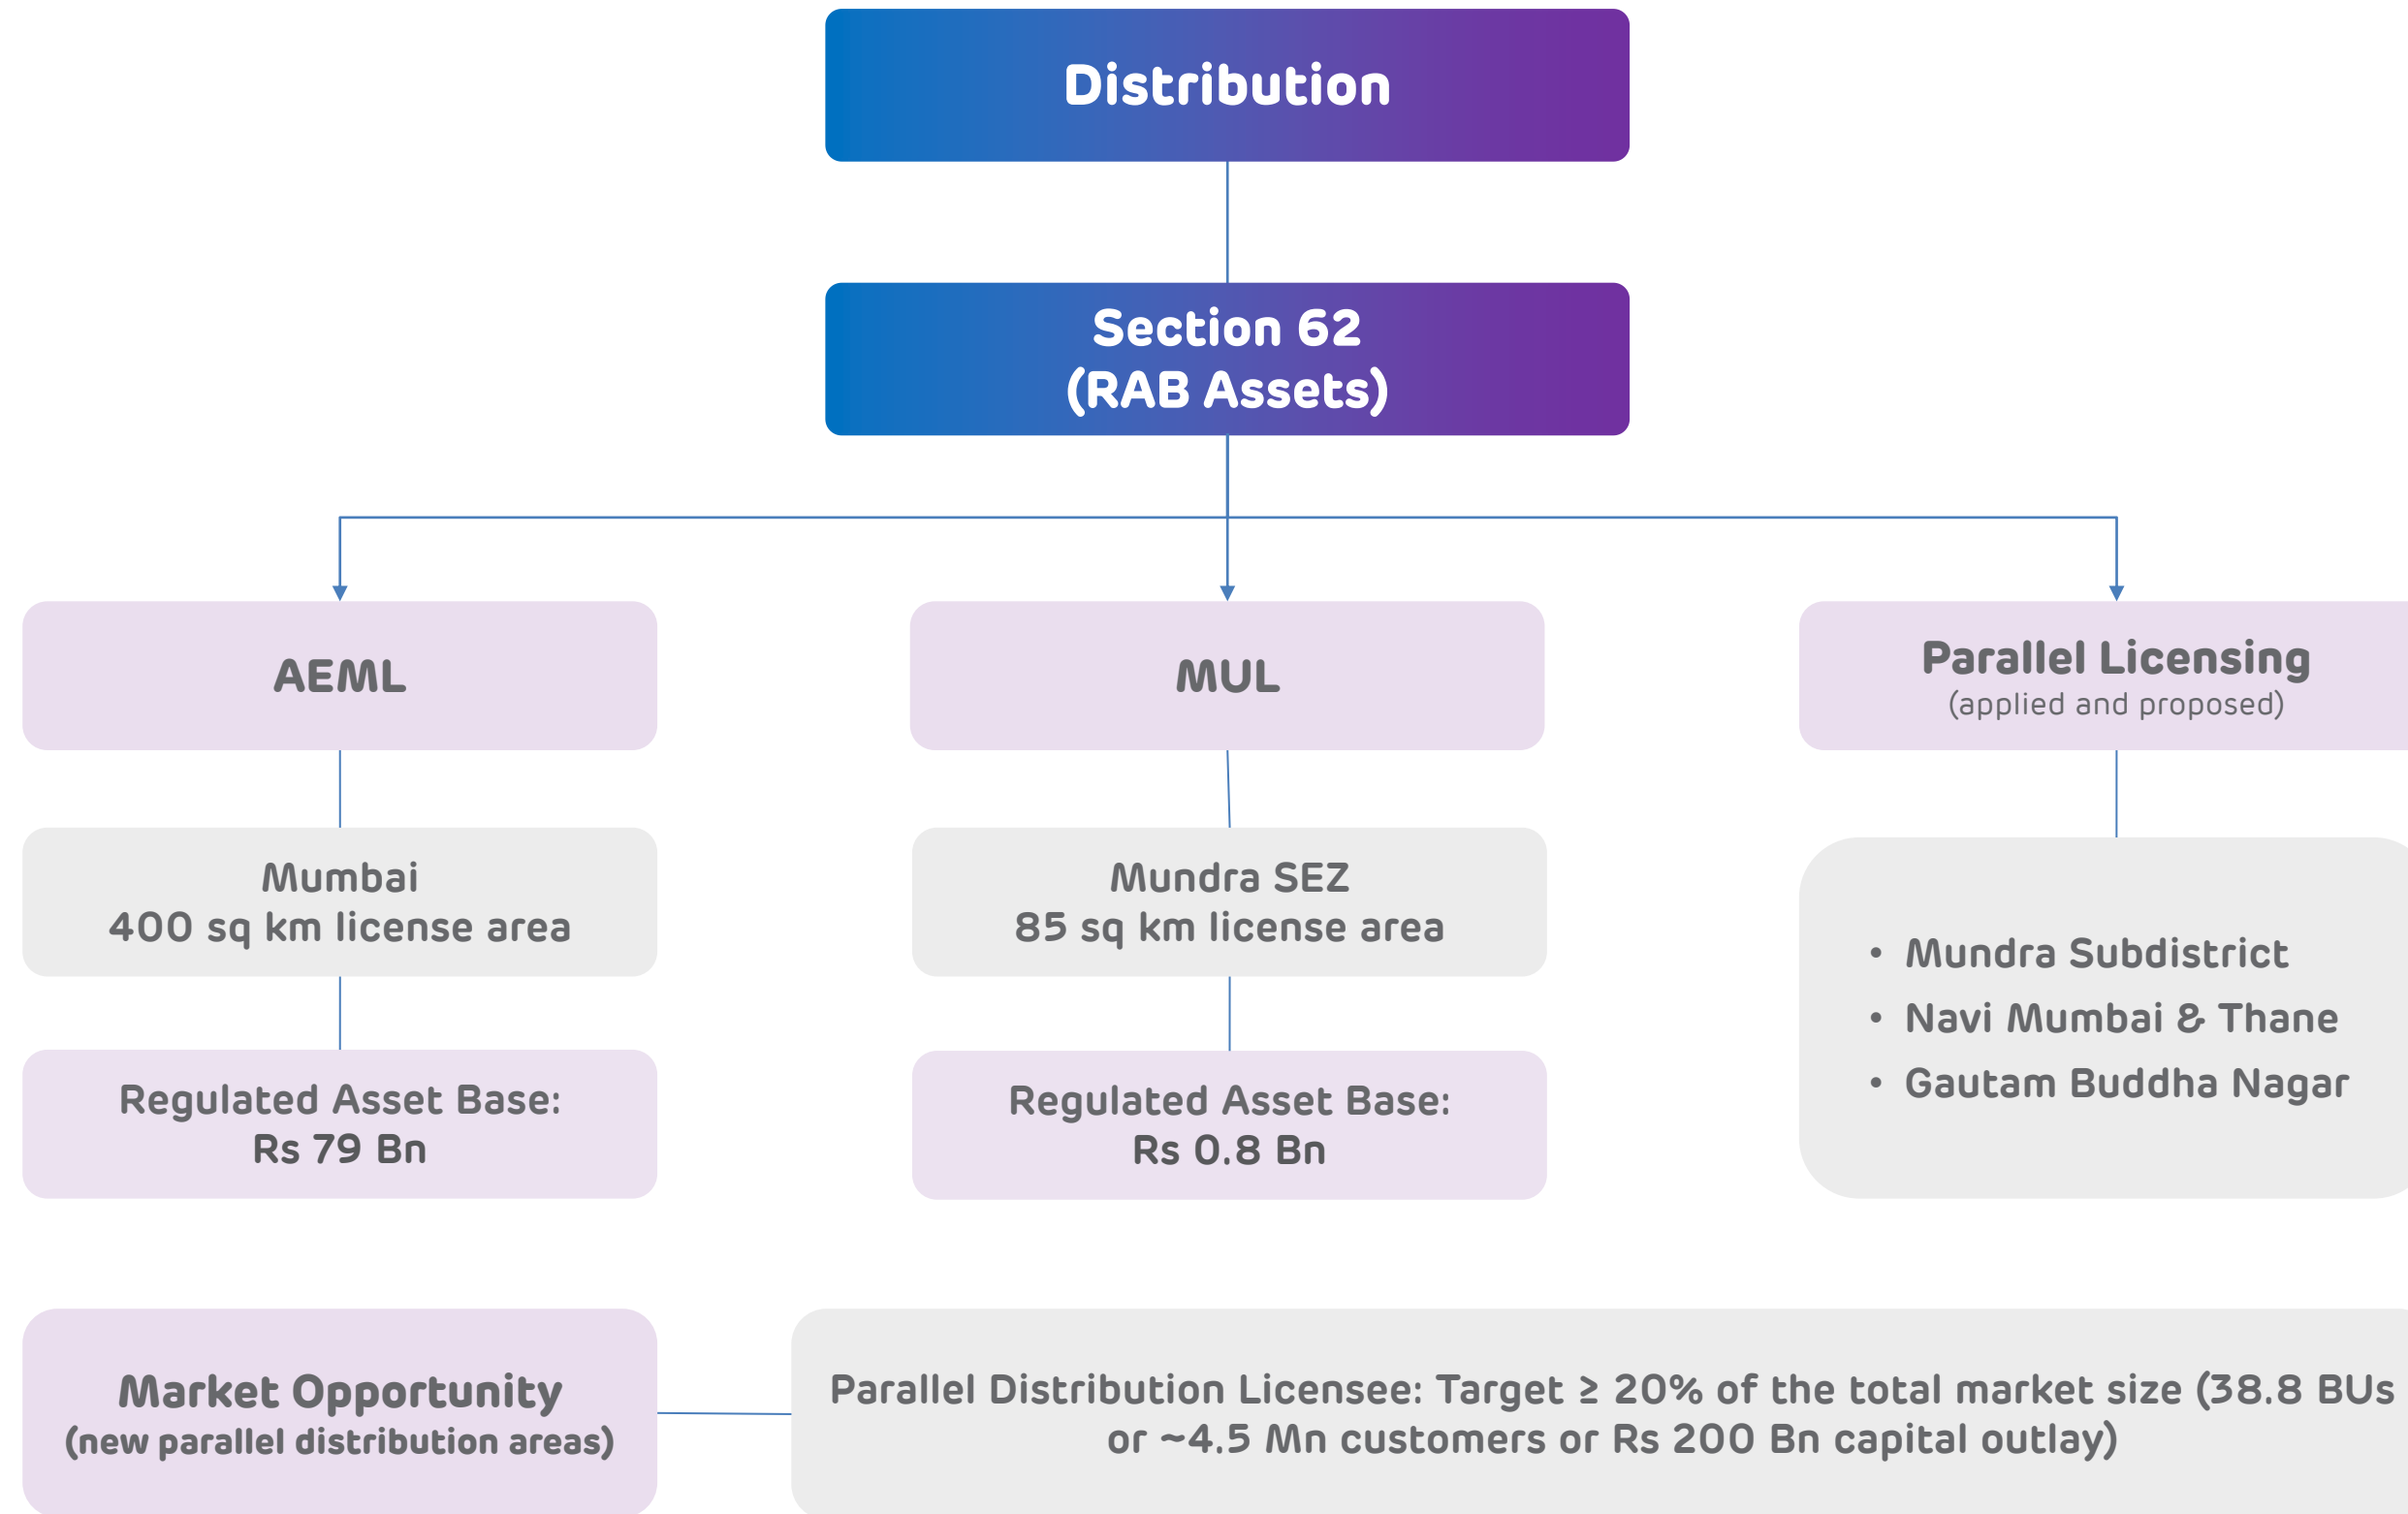 Distribution
Section 62
(RAB Assets)
AEML
MUL
Parallel Licensing
(applied and proposed)
Mumbai
400 sq km license area
Mundra SEZ
85 sq km license area
• Mundra Subdistrict
• Navi Mumbai & Thane
• Gautam Buddha Nagar
Regulated Asset Base:
Rs 79 Bn
Regulated Asset Base:
Rs 0.8 Bn
Market Opportunity
(new parallel distribution areas)
Parallel Distribution Licensee: Target ≥ 20% of the total market size (38.8 BUs
or ~4.5 Mn customers or Rs 200 Bn capital outlay)